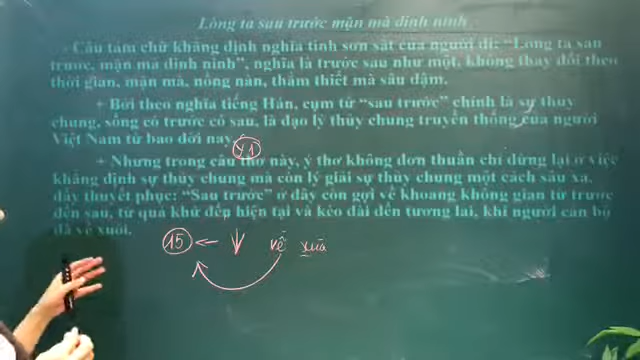 Lòng ta sau trước mặn mà đinh ninh
- Câu tám chữ khẳng định nghĩa tình son sắt của người đi: "Lòng ta sau
trước, mặn mà đinh ninh", nghĩa là trước sau như một, không thay đổi theo
thời gian, mặn mà, nồng nàn, thắm thiết mà sâu đậm.
+ Bởi theo nghĩa tiếng Hán, cụm từ "sau trước" chính là sự thủy
chung, sống có trước có sau, là đạo lý thủy chung truyền thống của người
Việt Nam từ bao đời nay.
+ Nhưng trong câu thơ này, ý thơ không đơn thuần chỉ dừng lại ở việc
khẳng định sự thủy chung mà còn lý giải sự thủy chung một cách sâu xa,
đầy thuyết phục: "Sau trước" ở đây còn gợi về khoảng không gian từ trước
đến sau, từ quá khứ đến hiện tại và kéo dài đến tương lai, khi người cán bộ
đã về xuôi.
15 ← ↓ về xuôi